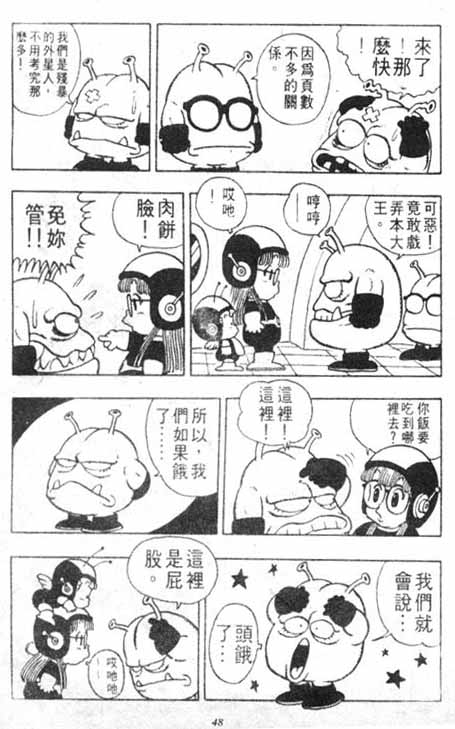 來了
！那
麼快
！
因爲頁數
不多的關
係。
我們是殘暴
的外星人，
不用考究那
麼多！
可惡！
竟敢戲
弄本大
王。
哼哼
！
哎吔
！
肉餅
臉！
免妳
管!!
你飯要
吃到哪
裡去?
這裡！
這裡！
所以，我
們如果餓
了……
我們就
會說…
頭餓
了…
這裡
是屁
股。
哎吔吔
～
48